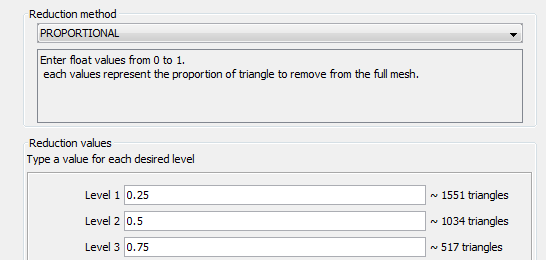 Reduction method
PROPORTIONAL
Enter float values from 0 to 1.
each values represent the proportion of triangle to remove from the full mesh.
Reduction values
Type a value for each desired level
Level 1 0.25 ~ 1551 triangles
Level 2 0.5 ~ 1034 triangles
Level 3 0.75 ~ 517 triangles